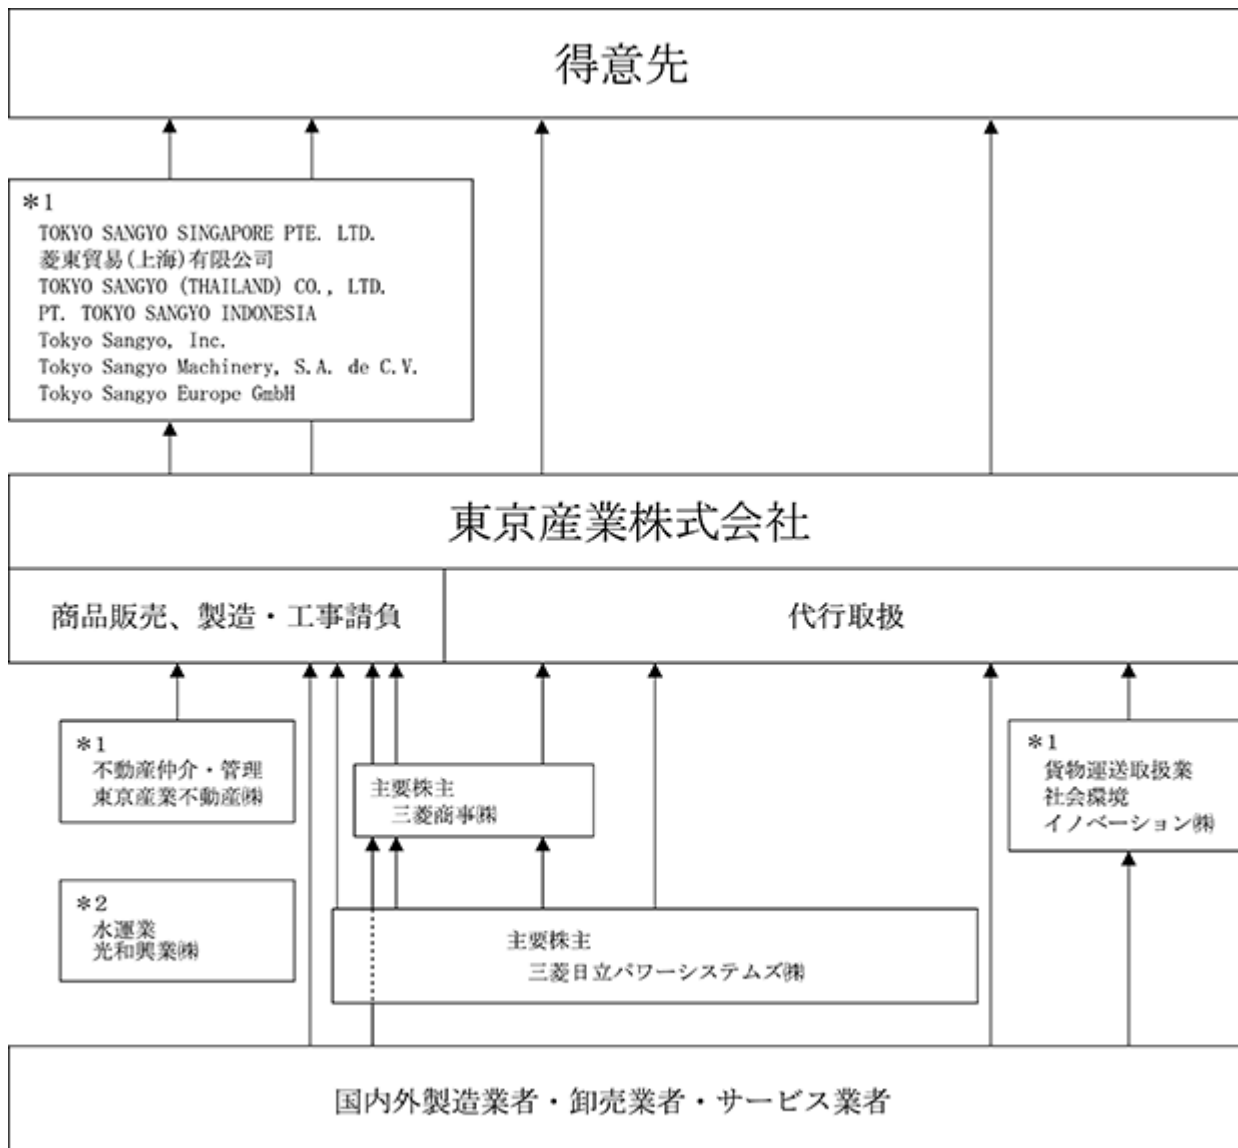 得意先
＊1
TOKYO SANGYO SINGAPORE PTE. LTD.
菱東貿易(上海)有限公司
TOKYO SANGYO (THAILAND) CO., LTD.
PT. TOKYO SANGYO INDONESIA
Tokyo Sangyo, Inc.
Tokyo Sangyo Machinery, S.A. de C.V.
Tokyo Sangyo Europe GmbH
東京産業株式会社
商品販売、製造・工事請負
代行取扱
＊1
不動産仲介・管理
東京産業不動産㈱
主要株主
三菱商事㈱
＊1
貨物運送取扱業
社会環境
イノベーション㈱
＊2
水運業
光和興業㈱
主要株主
三菱日立パワーシステムズ㈱
国内外製造業者・卸売業者・サービス業者